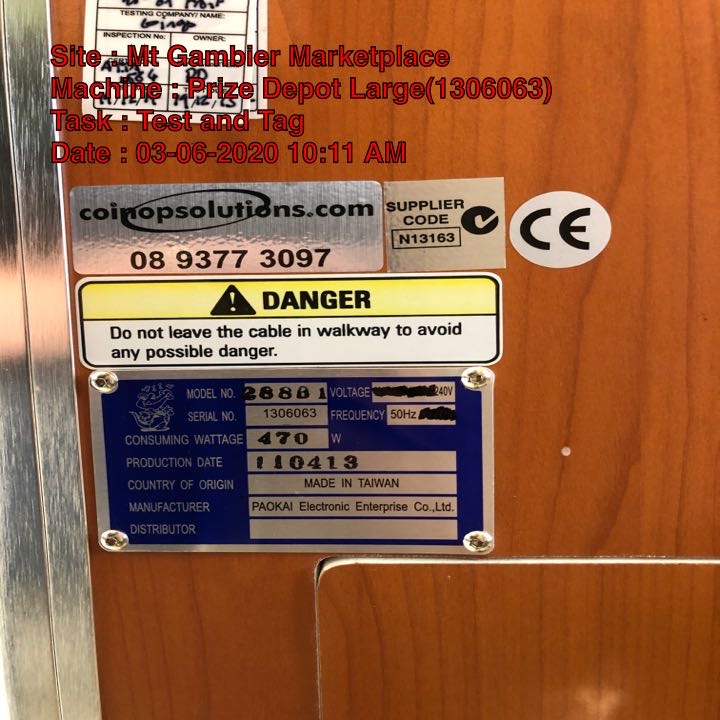 TESTING COMPANY/ NAME:
INSPECTION No: OWNER:
Site : Mt Gambier Marketplace
Machine : Prize Depot Large(1306063)
Task : Test and Tag
Date : 03-06-2020 10:11 AM
coinopsolutions.com
08 9377 3097
SUPPLIER
CODE
N13163
CE
DANGER
Do not leave the cable in walkway to avoid
any possible danger.
MODEL NO. 28881 VOLTAGE 240V
SERIAL NO. 1306063 FREQUENCY 50Hz
CONSUMING WATTAGE 470 W
PRODUCTION DATE 110413
COUNTRY OF ORIGIN MADE IN TAIWAN
MANUFACTURER PAOKAI Electronic Enterprise Co.,Ltd.
DISTRIBUTOR